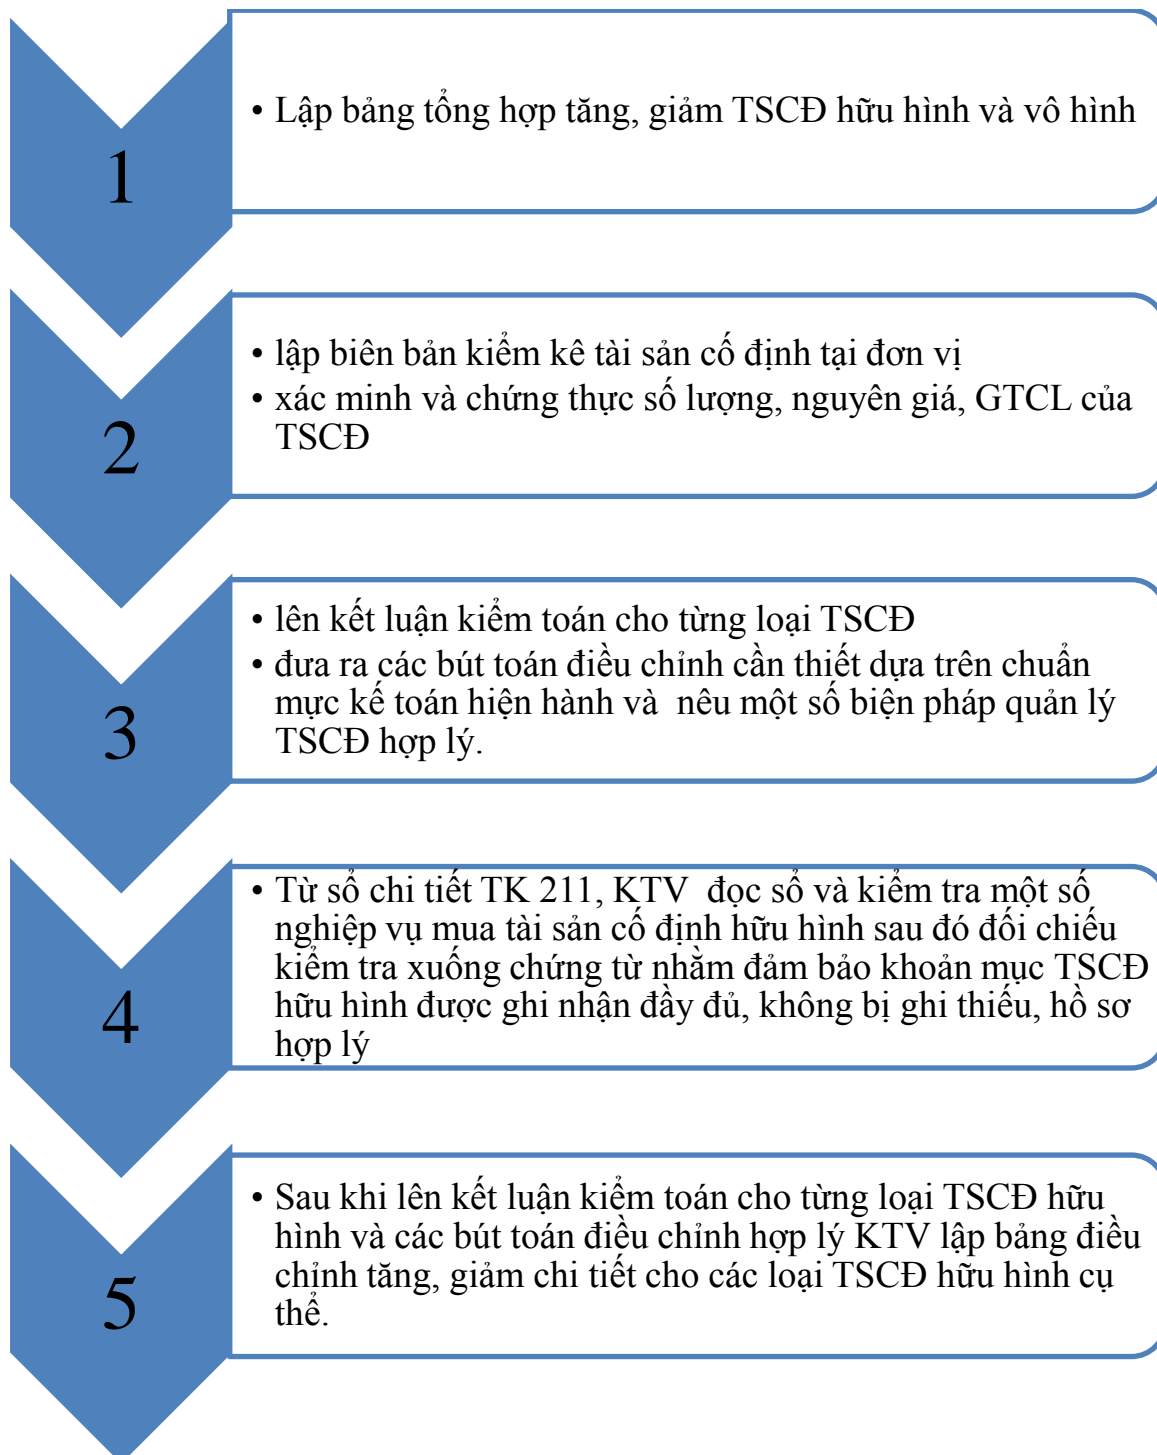 1
• Lập bảng tổng hợp tăng, giảm TSCĐ hữu hình và vô hình
2
• lập biên bản kiểm kê tài sản cố định tại đơn vị
• xác minh và chứng thực số lượng, nguyên giá, GTCL của
TSCĐ
3
• lên kết luận kiểm toán cho từng loại TSCĐ
• đưa ra các bút toán điều chỉnh cần thiết dựa trên chuẩn
mực kế toán hiện hành và  nêu một số biện pháp quản lý
TSCĐ hợp lý.
4
• Từ sổ chi tiết TK 211, KTV  đọc sổ và kiểm tra một số
nghiệp vụ mua tài sản cố định hữu hình sau đó đối chiếu
kiểm tra xuống chứng từ nhằm đảm bảo khoản mục TSCĐ
hữu hình được ghi nhận đầy đủ, không bị ghi thiếu, hồ sơ
hợp lý
5
• Sau khi lên kết luận kiểm toán cho từng loại TSCĐ hữu
hình và các bút toán điều chỉnh hợp lý KTV lập bảng điều
chỉnh tăng, giảm chi tiết cho các loại TSCĐ hữu hình cụ
thể.